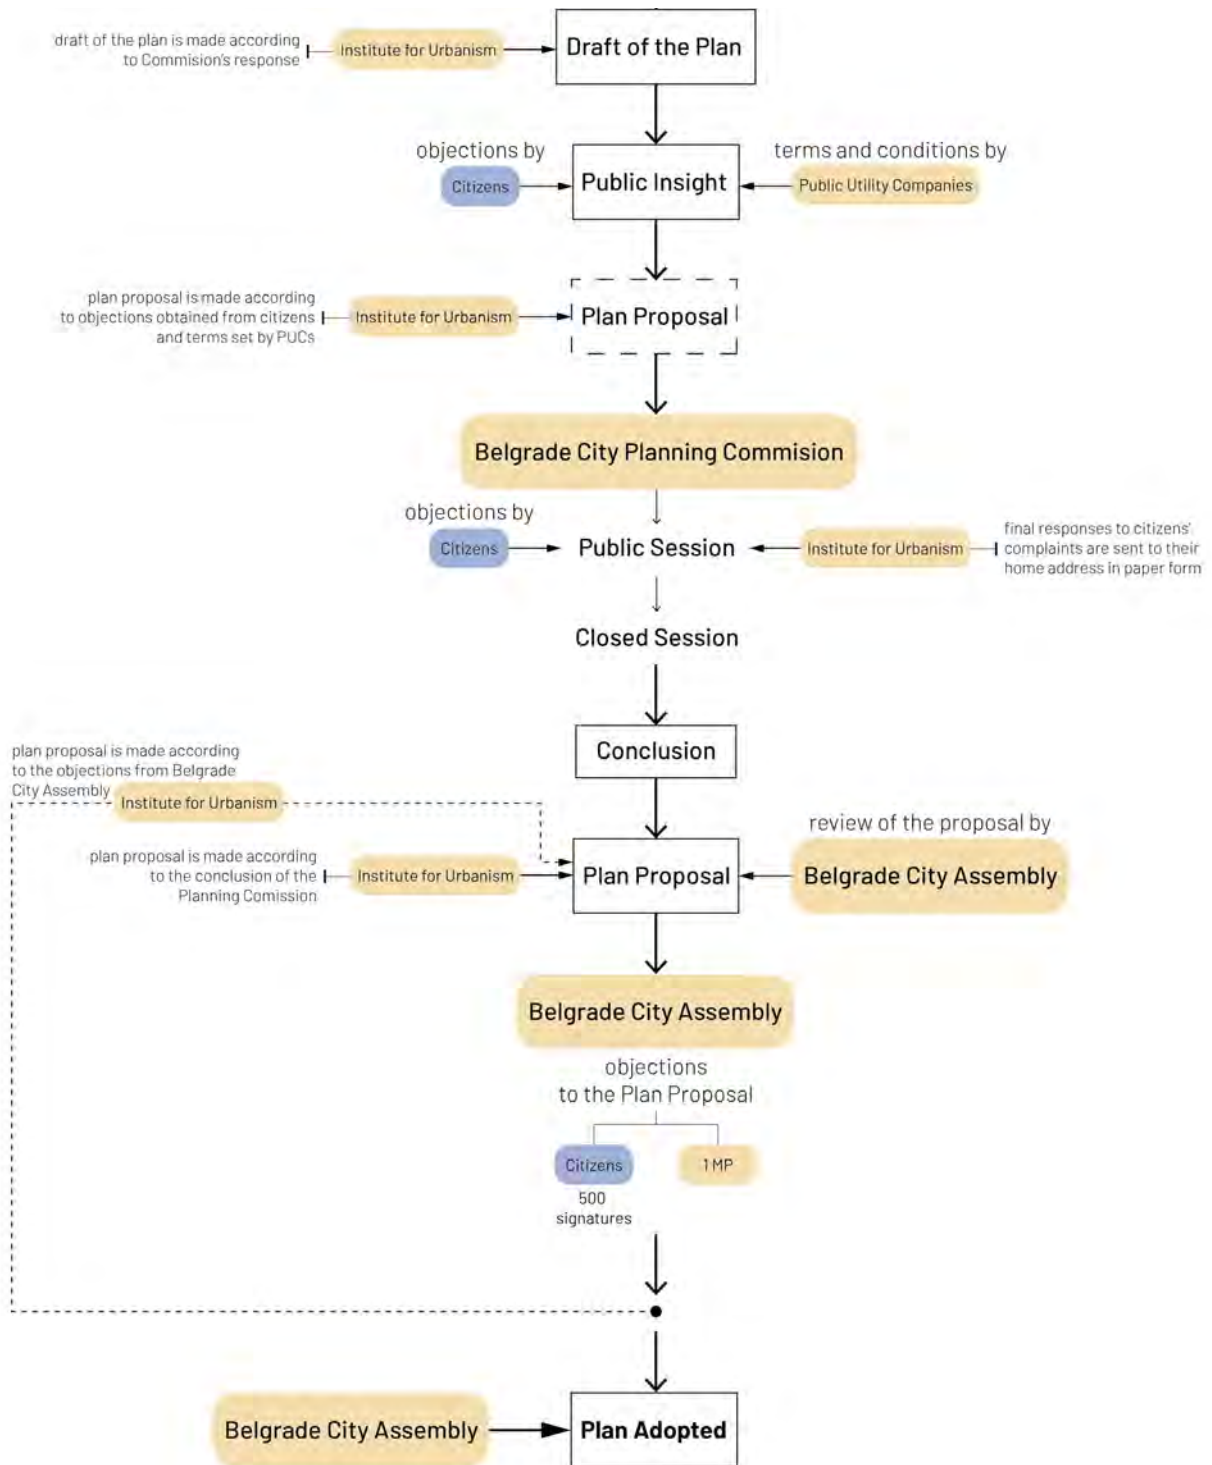 draft of the plan is made according
to Commision's response
Institute for Urbanism
Draft of the Plan
objections by
Citizens
Public Insight
terms and conditions by
Public Utility Companies
plan proposal is made according
to objections obtained from citizens
and terms set by PUCs
Institute for Urbanism
Plan Proposal
Belgrade City Planning Commision
objections by
Citizens
Public Session
Institute for Urbanism
final responses to citizens'
complaints are sent to their
home address in paper form
Closed Session
Conclusion
plan proposal is made according
to the objections from Belgrade
City Assembly
Institute for Urbanism
plan proposal is made according
to the conclusion of the
Planning Comission
Institute for Urbanism
Plan Proposal
review of the proposal by
Belgrade City Assembly
Belgrade City Assembly
objections
to the Plan Proposal
Citizens
1 MP
500
signatures
Belgrade City Assembly
Plan Adopted